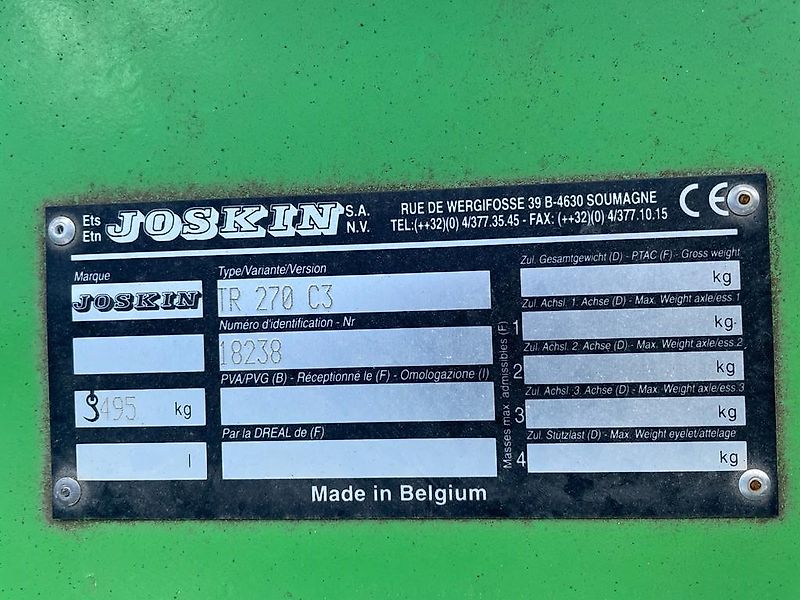 Ets JOSKIN S.A.
Etn N.V.
RUE DE WERGIFOSSE 39 B-4630 SOUMAGNE
TEL:(++32)(0) 4/377.35.45 - FAX: (++32)(0) 4/377.10.15
CE
Marque
JOSKIN
495 kg
l
Type/Variante/Version
TR 270 C3
Numéro d'identification - Nr
18238
PVA/PVG (B) - Réceptionné le (F) - Omologazione (I)
Par la DREAL de (F)
Masses max. admissibles (F)
Zul. Gesamtgewicht (D) - PTAC (F) - Gross weight
kg
Zul. Achsl. 1. Achse (D) - Max. Weight axle/ess.1
1 kg
Zul. Achsl. 2. Achse (D) - Max. Weight axle/ess.2
2 kg
Zul. Achsl. 3. Achse (D) - Max. Weight axle/ess.3
3 kg
Zul. Stützlast (D) - Max. Weight eyelet/attelage
4 kg
Made in Belgium